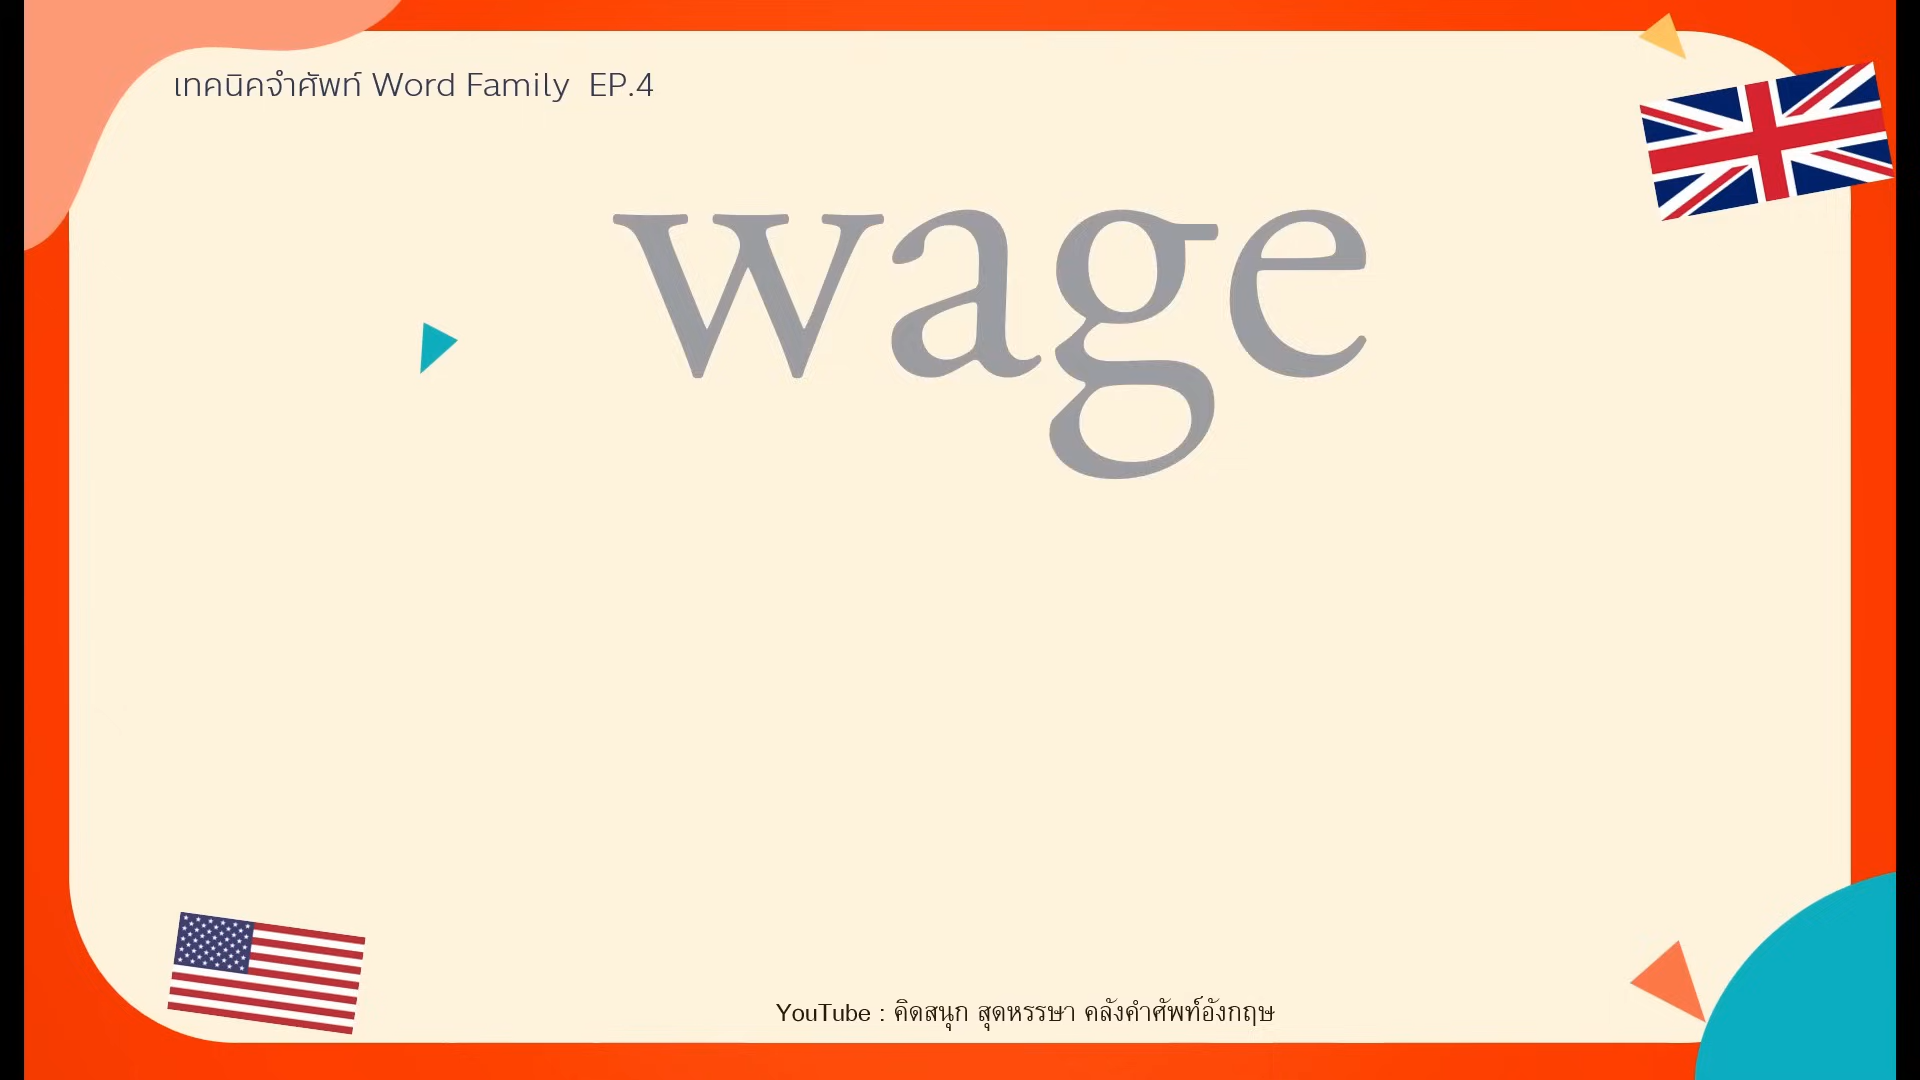 เทคนิคจำศัพท์ Word Family EP.4
wage
YouTube : คิดสนุก สุดหรรษา คลังคำศัพท์อังกฤษ